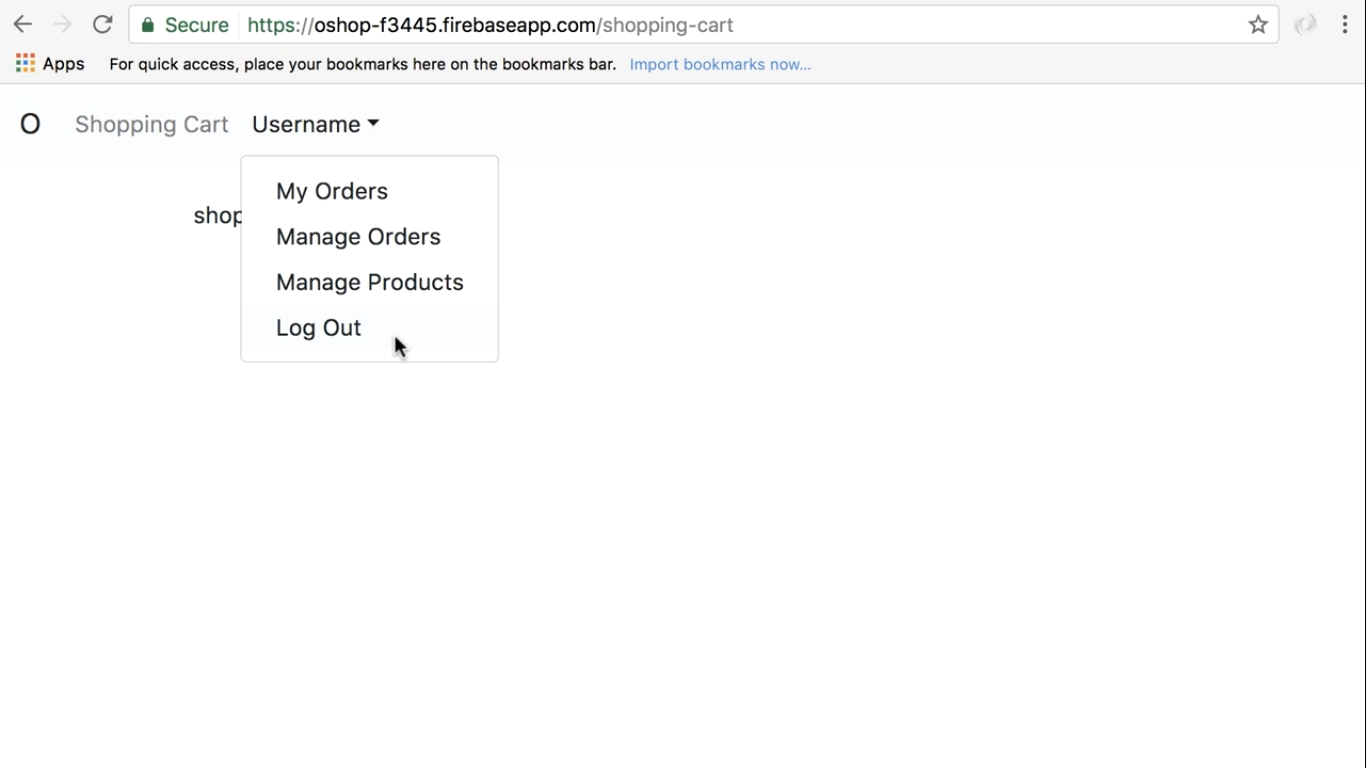 Secure https://oshop-f3445.firebaseapp.com/shopping-cart
Apps For quick access, place your bookmarks here on the bookmarks bar. Import bookmarks now...
O Shopping Cart Username
My Orders
shop
Manage Orders
Manage Products
Log Out